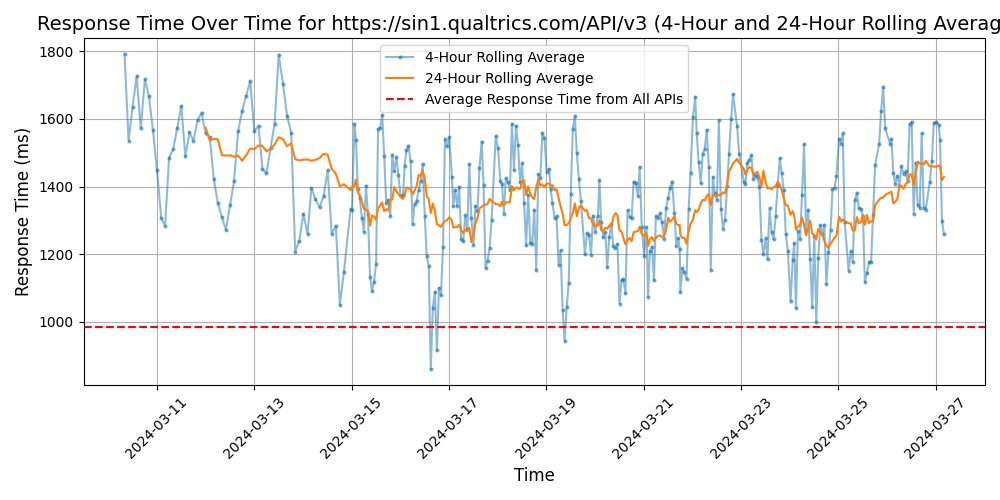 Response Time Over Time for https://sin1.qualtrics.com/API/v3 (4-Hour and 24-Hour Rolling Averag
4-Hour Rolling Average
24-Hour Rolling Average
Average Response Time from All APIs
Response Time (ms)
1800
1600
1400
1200
1000
2024-03-11
2024-03-13
2024-03-15
2024-03-17
2024-03-19
2024-03-21
2024-03-23
2024-03-25
2024-03-27
Time